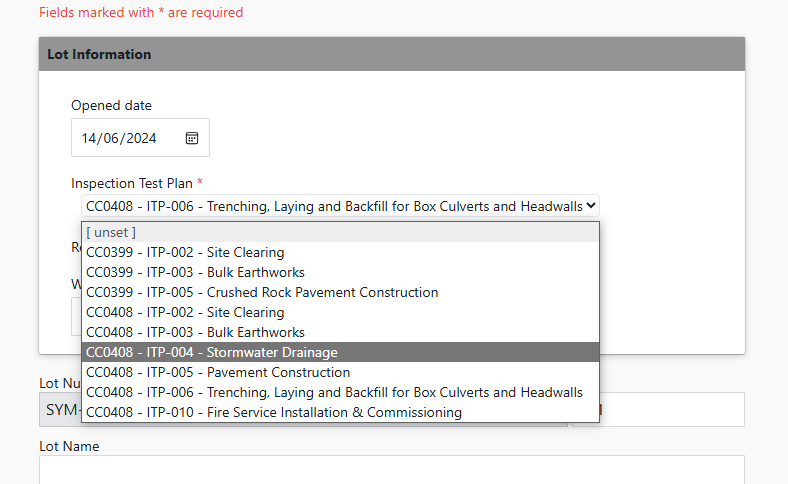 Fields marked with * are required
Lot Information
Opened date
14/06/2024
Inspection Test Plan *
CC0408 - ITP-006 - Trenching, Laying and Backfill for Box Culverts and Headwalls
[ unset ]
CC0399 - ITP-002 - Site Clearing
CC0399 - ITP-003 - Bulk Earthworks
CC0399 - ITP-005 - Crushed Rock Pavement Construction
CC0408 - ITP-002 - Site Clearing
CC0408 - ITP-003 - Bulk Earthworks
CC0408 - ITP-004 - Stormwater Drainage
CC0408 - ITP-005 - Pavement Construction
CC0408 - ITP-006 - Trenching, Laying and Backfill for Box Culverts and Headwalls
CC0408 - ITP-010 - Fire Service Installation & Commissioning
Lot Nu
SYM-
Lot Name